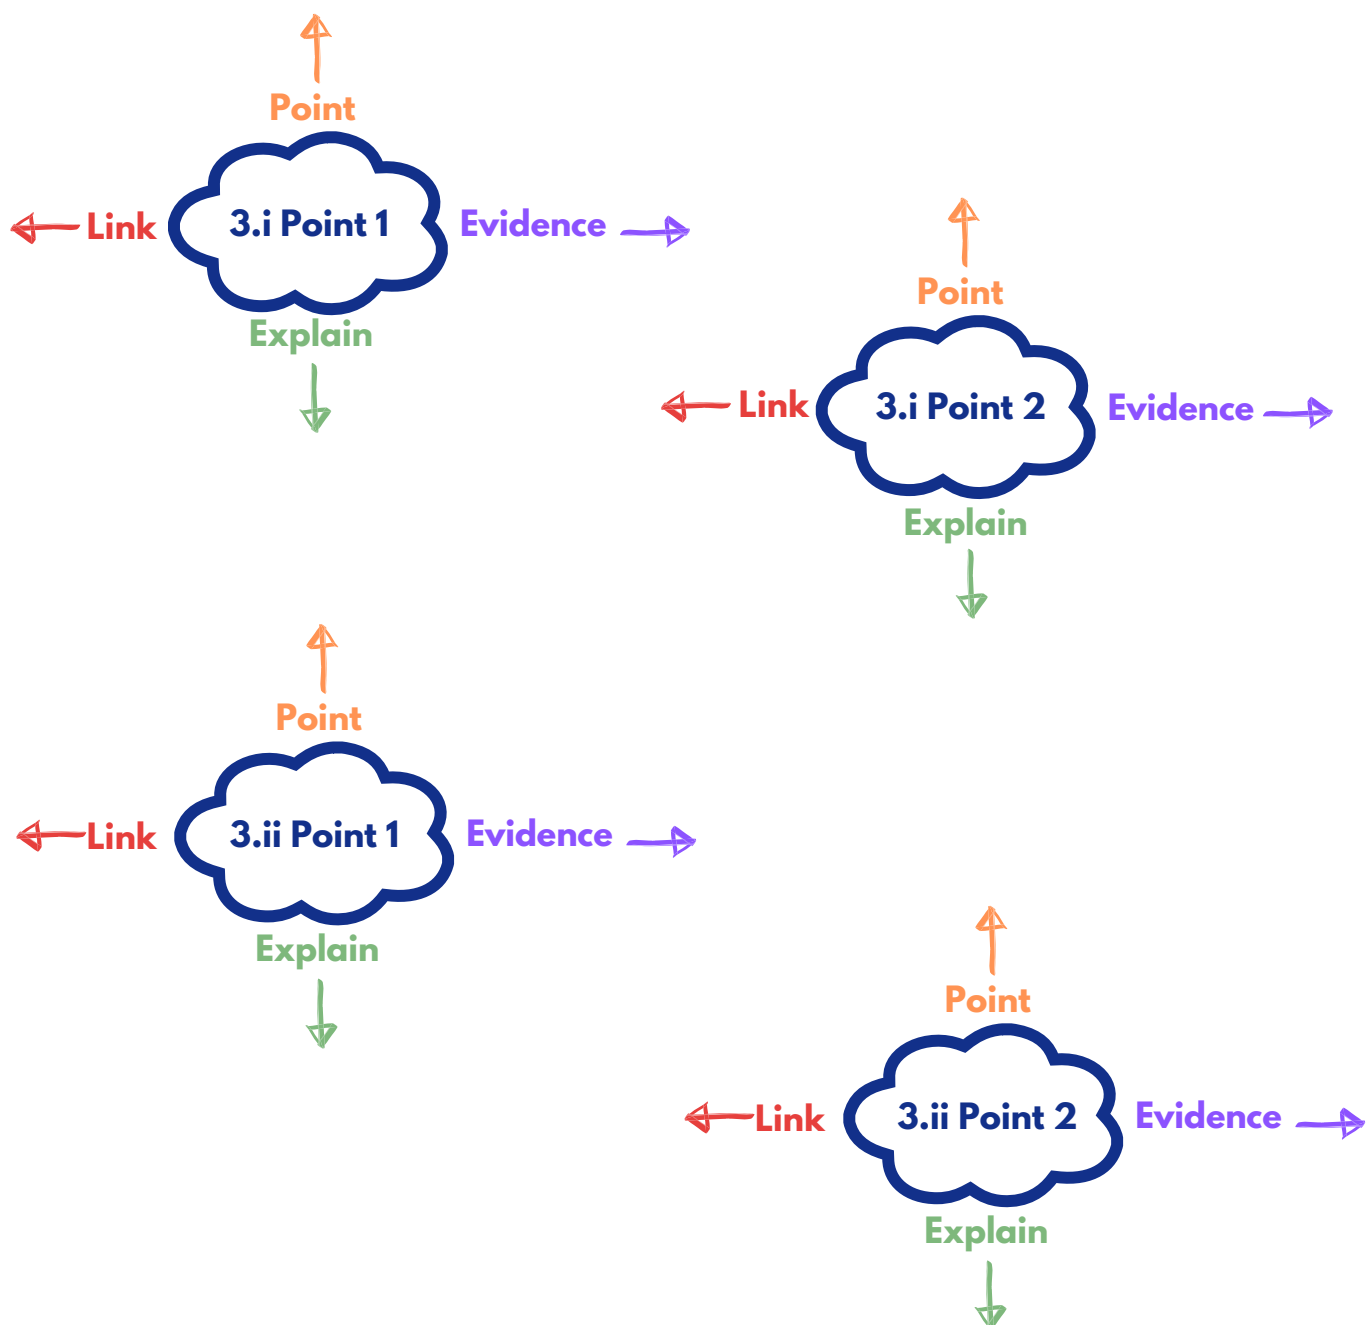 Point
Link
3.i Point 1
Evidence
Explain
Point
Link
3.i Point 2
Evidence
Explain
Point
Link
3.ii Point 1
Evidence
Explain
Point
Link
3.ii Point 2
Evidence
Explain